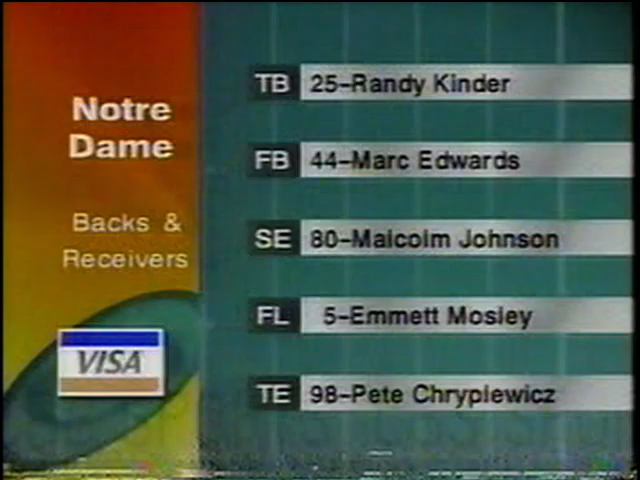 Notre
Dame
Backs &
Receivers
VISA
TB 25-Randy Kinder
FB 44-Marc Edwards
SE 80-Malcolm Johnson
FL 5-Emmett Mosley
TE 98-Pete Chryplewicz